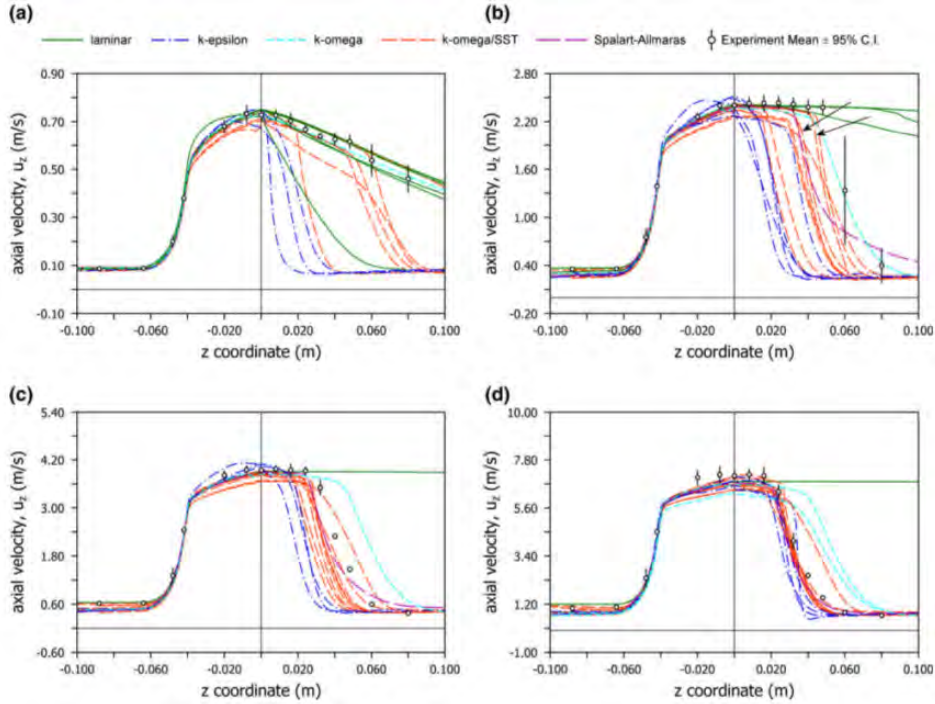 (a) (b)
laminar k-epsilon k-omega k-omega/SST Spalart-Allmaras Experiment Mean ± 95% C.I.
0.90 2.80
0.70 2.20
0.50 1.60
0.30 1.00
0.10 0.40
-0.10 -0.20
axial velocity, u_z (m/s) axial velocity, u_z (m/s)
-0.100 -0.060 -0.020 0.020 0.060 0.100 -0.100 -0.060 -0.020 0.020 0.060 0.100
z coordinate (m) z coordinate (m)
(c) (d)
5.40 10.00
4.20 7.80
3.00 5.60
1.80 3.40
0.60 1.20
-0.60 -1.00
axial velocity, u_z (m/s) axial velocity, u_z (m/s)
-0.100 -0.060 -0.020 0.020 0.060 0.100 -0.100 -0.060 -0.020 0.020 0.060 0.100
z coordinate (m) z coordinate (m)